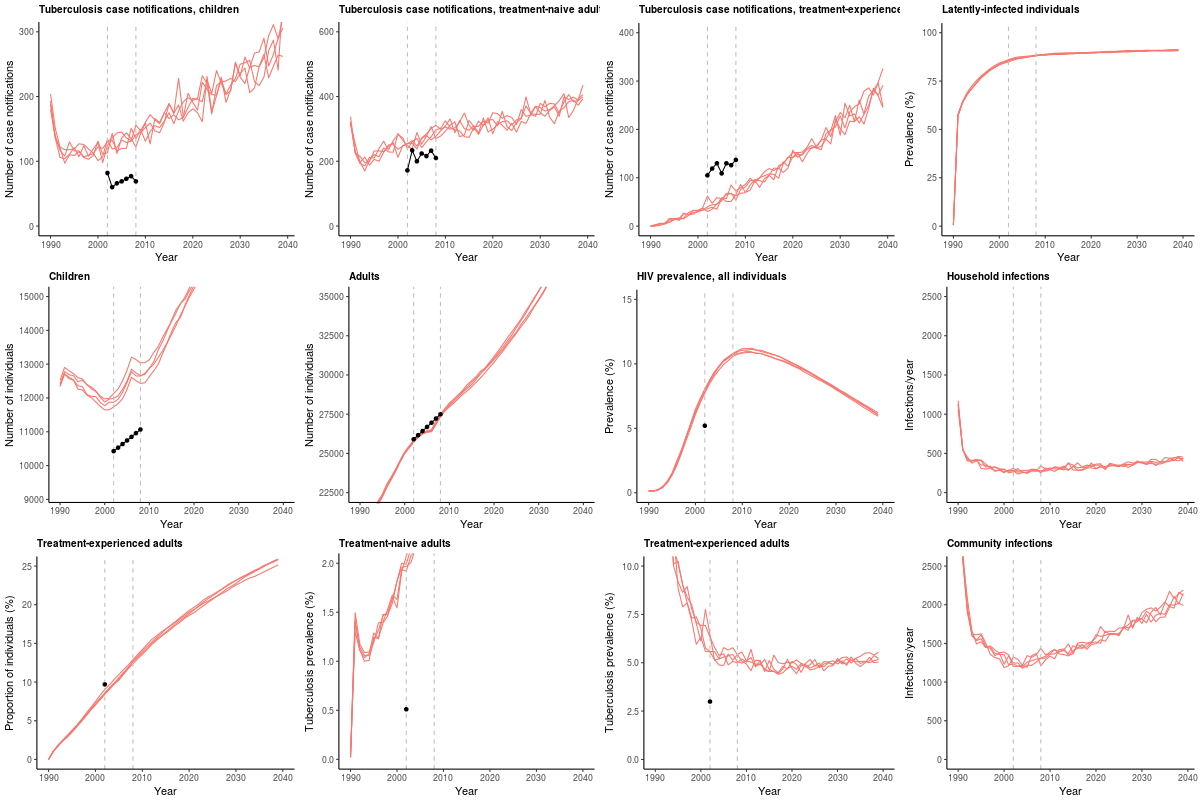 Tuberculosis case notifications, children
Number of case notifications
300
200
100
0
1990 2000 2010 2020 2030 2040
Year
Tuberculosis case notifications, treatment-naive adul
Number of case notifications
600
400
200
0
1990 2000 2010 2020 2030 2040
Year
Tuberculosis case notifications, treatment-experience
Number of case notifications
400
300
200
100
0
1990 2000 2010 2020 2030 2040
Year
Latently-infected individuals
Prevalence (%)
100
75
50
25
0
1990 2000 2010 2020 2030 2040
Year
Children
Number of individuals
15000
14000
13000
12000
11000
10000
9000
1990 2000 2010 2020 2030 2040
Year
Adults
Number of individuals
35000
32500
30000
27500
25000
22500
1990 2000 2010 2020 2030 2040
Year
HIV prevalence, all individuals
Prevalence (%)
15
10
5
0
1990 2000 2010 2020 2030 2040
Year
Household infections
Infections/year
2500
2000
1500
1000
500
0
1990 2000 2010 2020 2030 2040
Year
Treatment-experienced adults
Proportion of individuals (%)
25
20
15
10
5
0
1990 2000 2010 2020 2030 2040
Year
Treatment-naive adults
Tuberculosis prevalence (%)
2.0
1.5
1.0
0.5
0.0
1990 2000 2010 2020 2030 2040
Year
Treatment-experienced adults
Tuberculosis prevalence (%)
10.0
7.5
5.0
2.5
0.0
1990 2000 2010 2020 2030 2040
Year
Community infections
Infections/year
2500
2000
1500
1000
500
0
1990 2000 2010 2020 2030 2040
Year